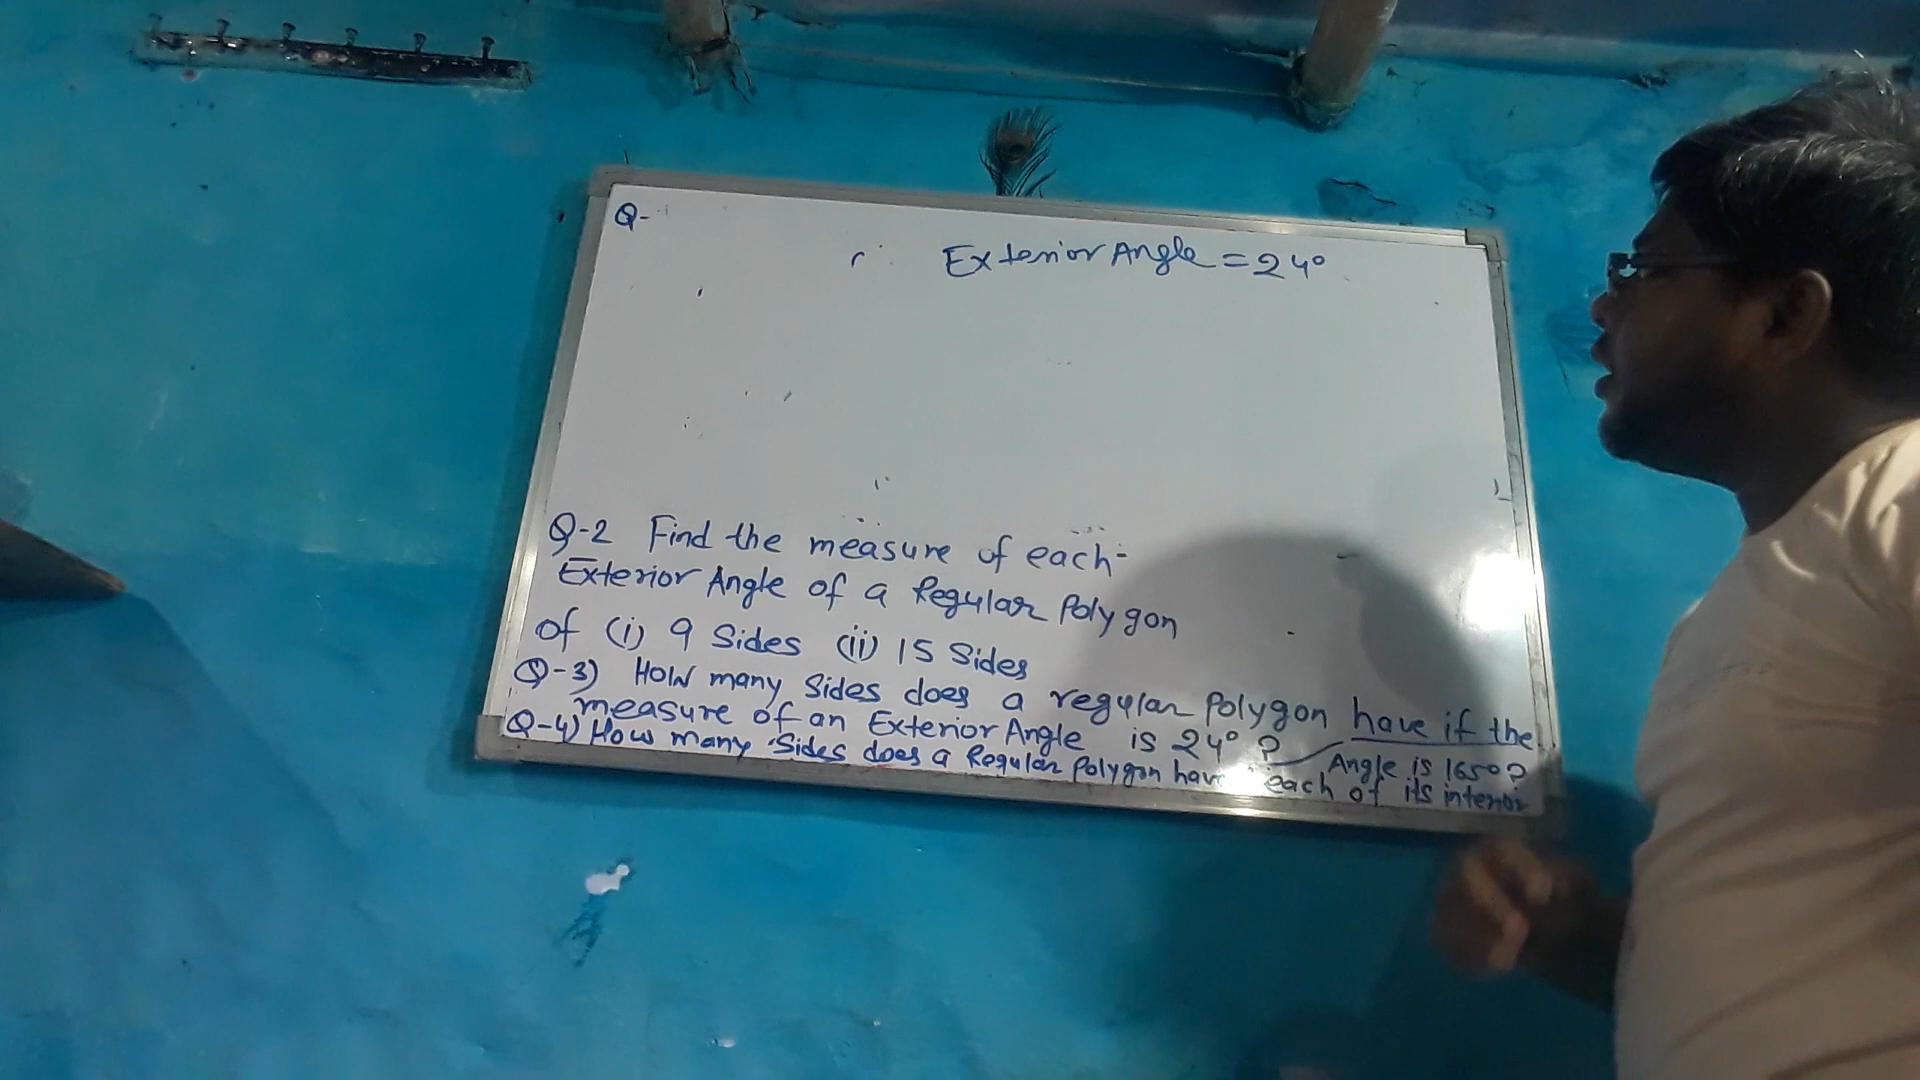 Q-
Exterior Angle = 24°
Q-2 Find the measure of each-
Exterior Angle of a Regular Polygon
of (i) 9 Sides (ii) 15 Sides
Q-3) How many Sides does a regular Polygon have if the
measure of an Exterior Angle is 24° ?
Q-4) How many Sides does a Regular Polygon have each of its interior
Angle is 165° ?